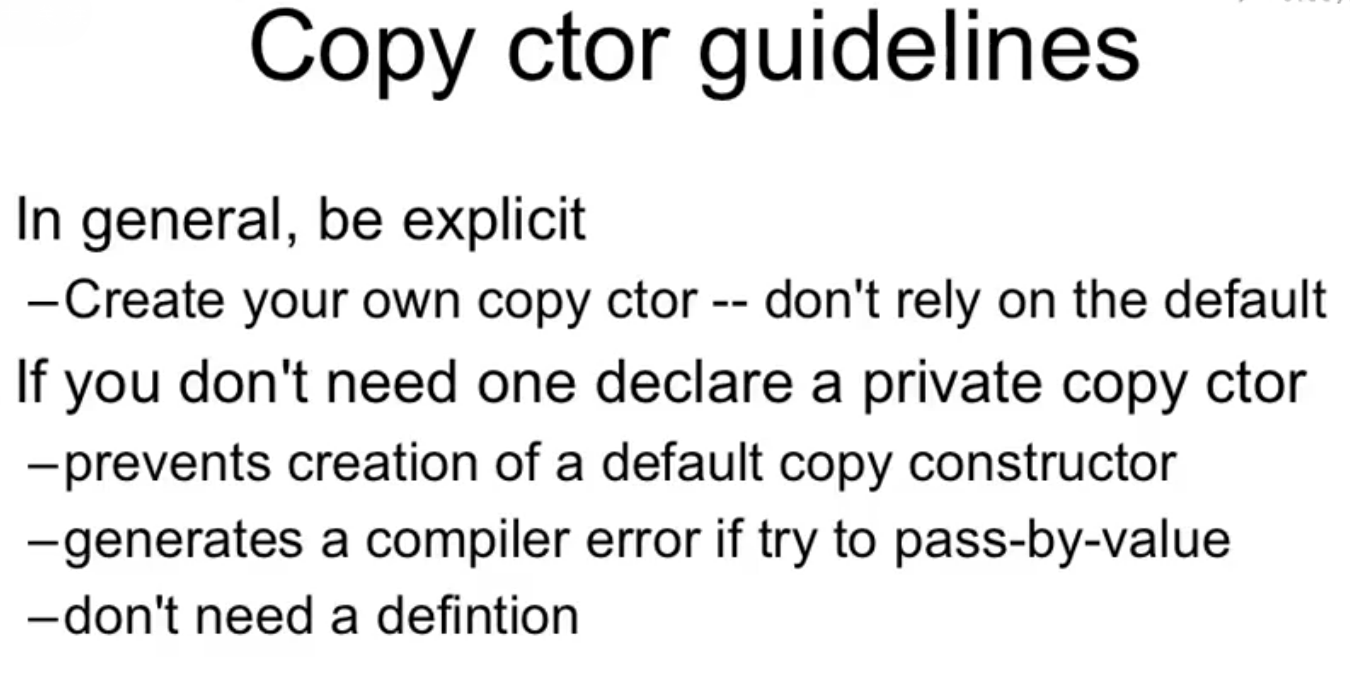 Copy ctor guidelines
In general, be explicit
–Create your own copy ctor -- don't rely on the default
If you don't need one declare a private copy ctor
–prevents creation of a default copy constructor
–generates a compiler error if try to pass-by-value
–don't need a defintion